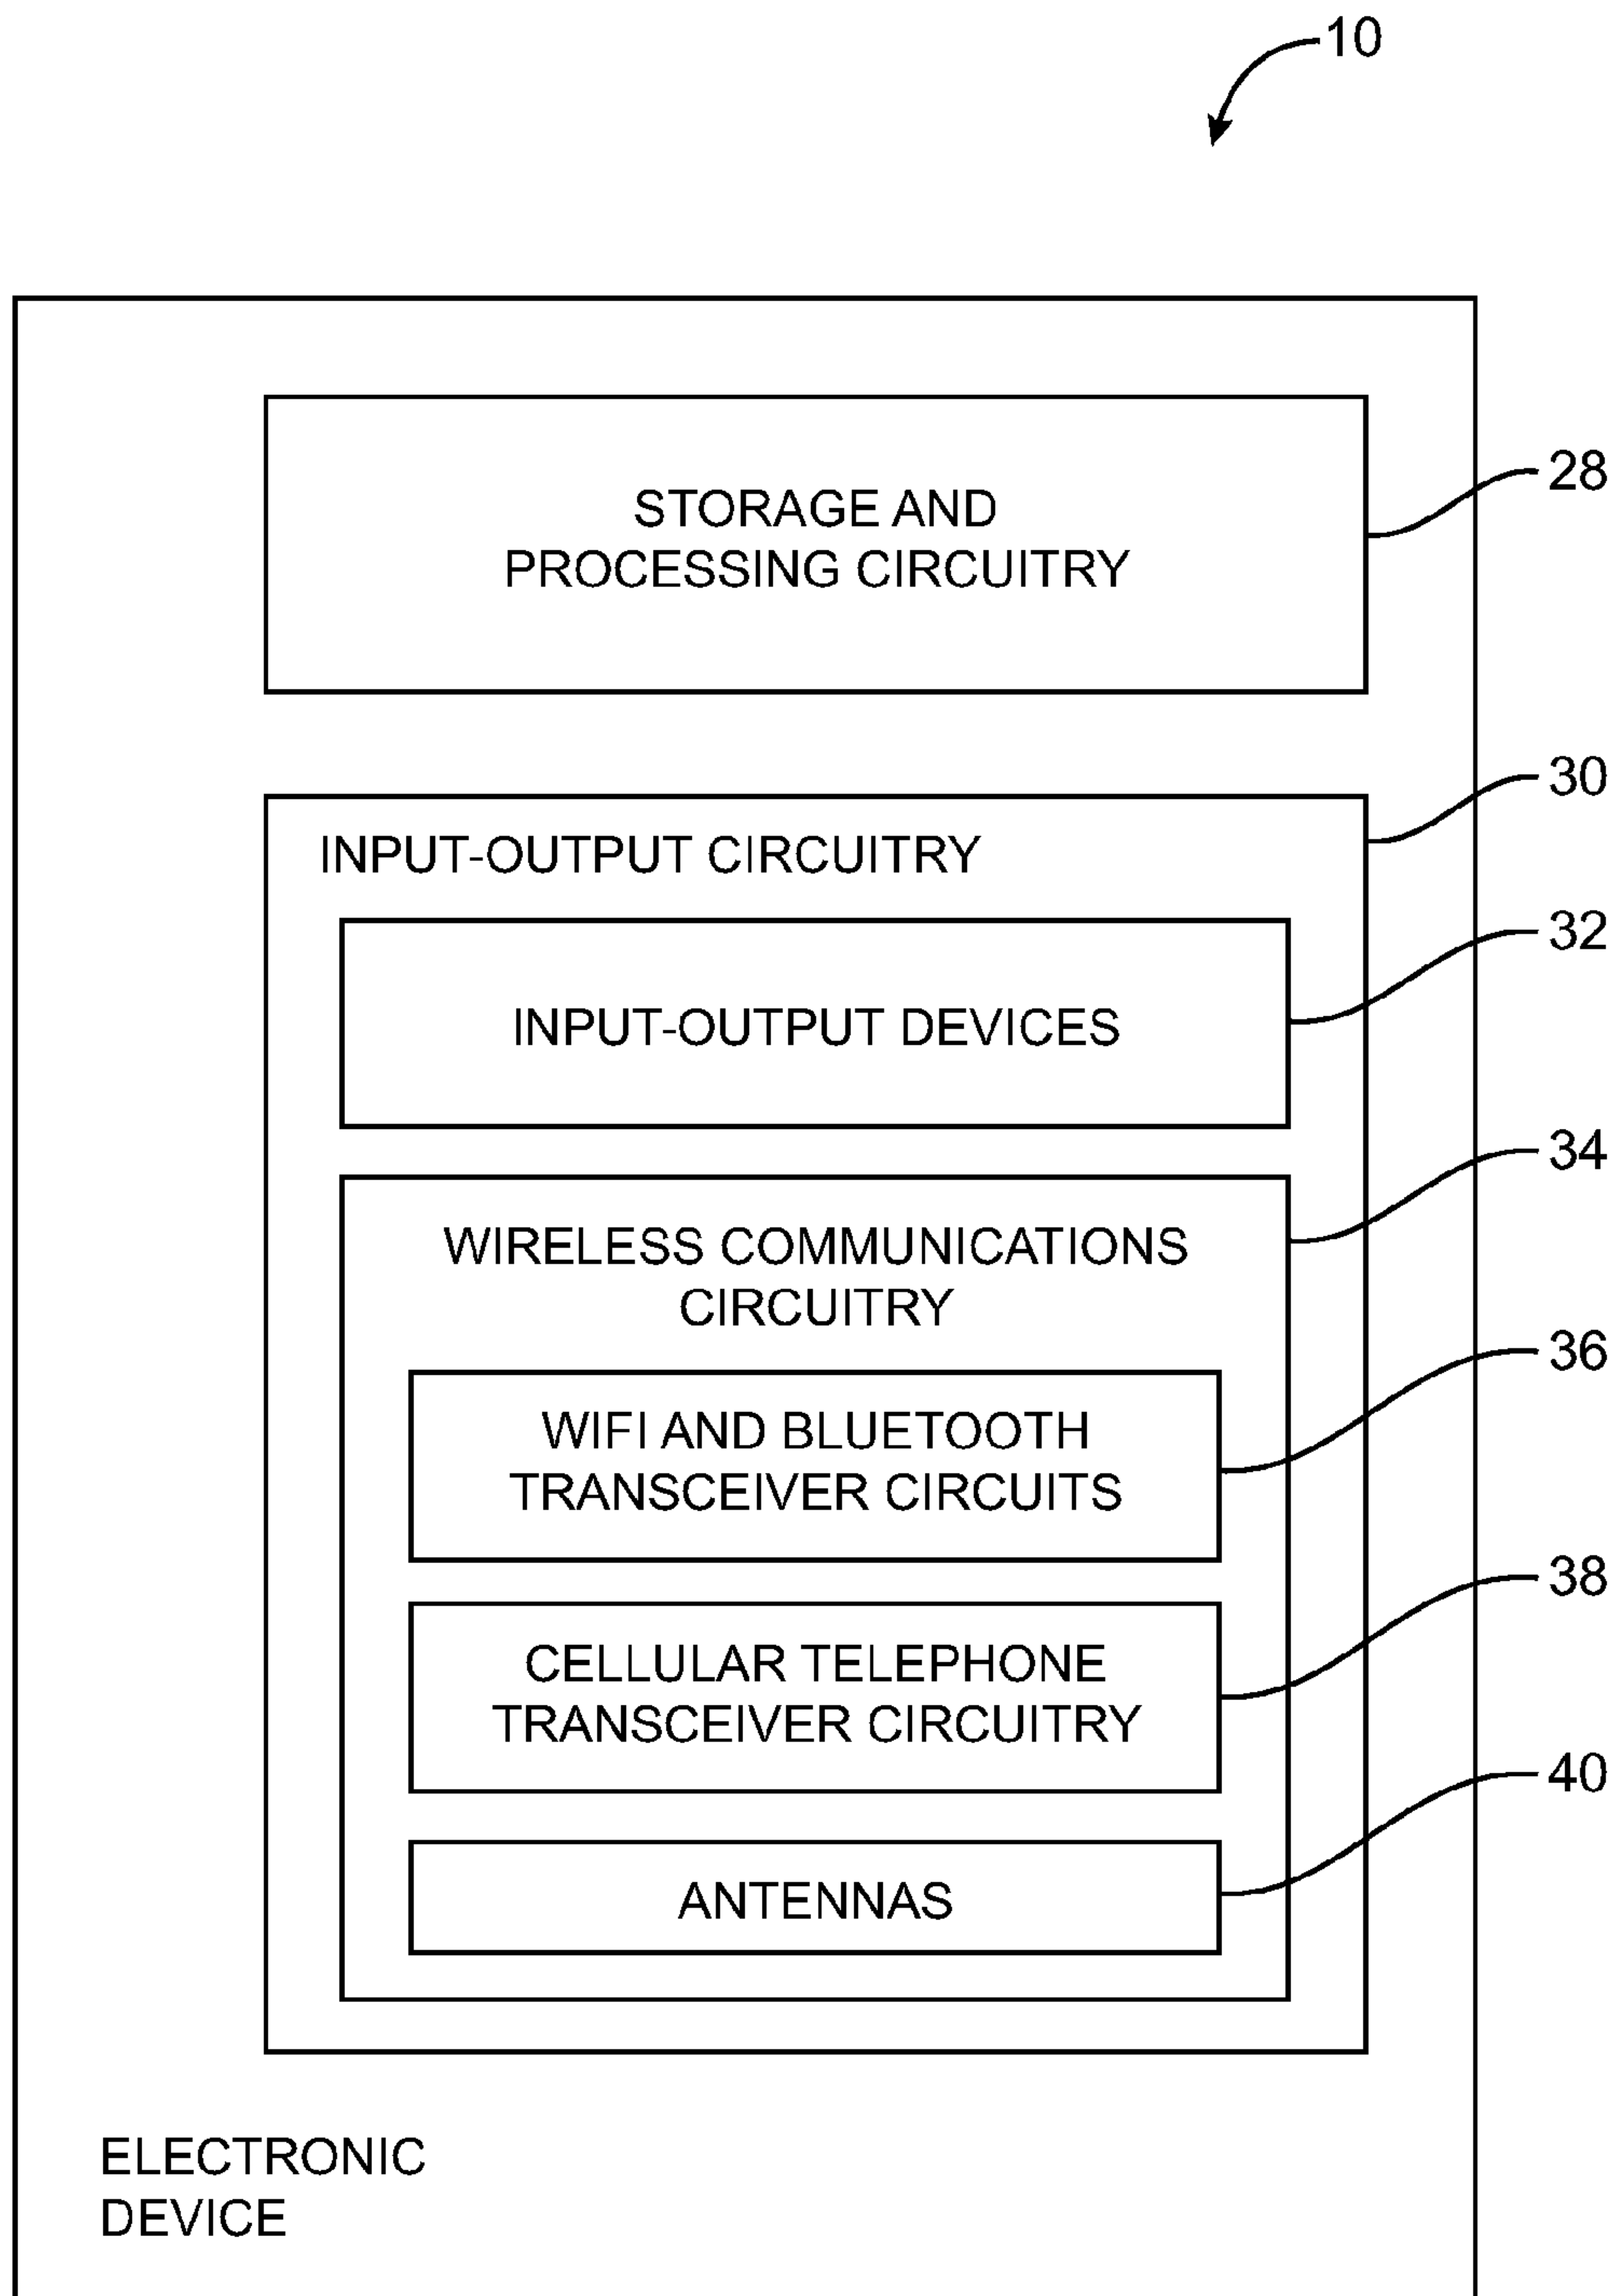 10
STORAGE AND
PROCESSING CIRCUITRY
28
30
INPUT-OUTPUT CIRCUITRY
32
INPUT-OUTPUT DEVICES
34
WIRELESS COMMUNICATIONS
CIRCUITRY
36
WIFI AND BLUETOOTH
TRANSCEIVER CIRCUITS
38
CELLULAR TELEPHONE
TRANSCEIVER CIRCUITRY
40
ANTENNAS
ELECTRONIC
DEVICE